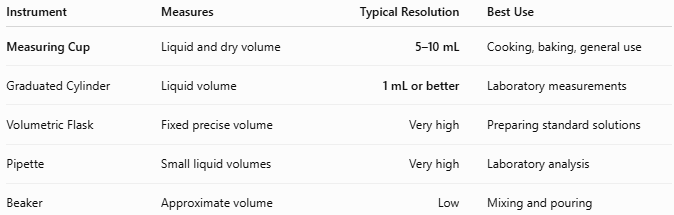 Instrument Measures Typical Resolution Best Use
Measuring Cup Liquid and dry volume 5–10 mL Cooking, baking, general use
Graduated Cylinder Liquid volume 1 mL or better Laboratory measurements
Volumetric Flask Fixed precise volume Very high Preparing standard solutions
Pipette Small liquid volumes Very high Laboratory analysis
Beaker Approximate volume Low Mixing and pouring